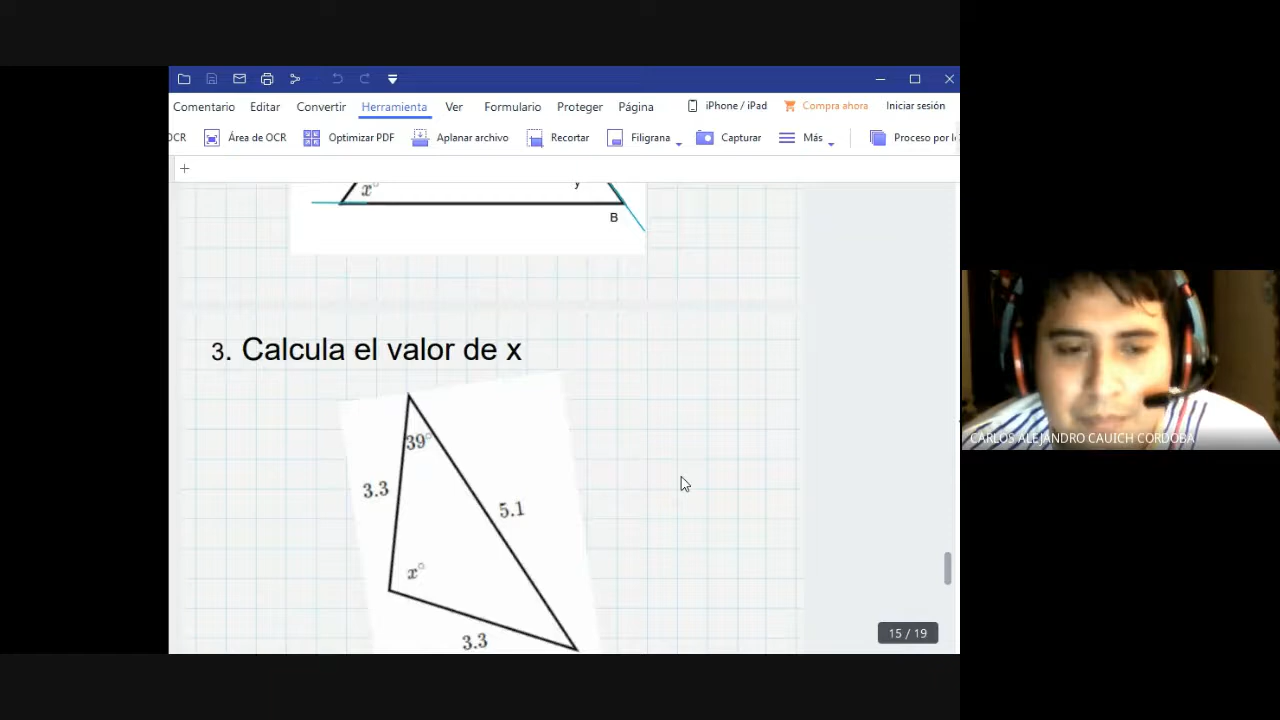 Comentario Editar Convertir Herramienta Ver Formulario Proteger Página iPhone / iPad Compra ahora Iniciar sesión
OCR Área de OCR Optimizar PDF Aplanar archivo Recortar Filigrana Capturar Más Proceso por l
+
x° y
B
3. Calcula el valor de x
39°
3.3
5.1
x°
3.3
15 / 19
CARLOS ALEJANDRO CAUICH CORDOBA